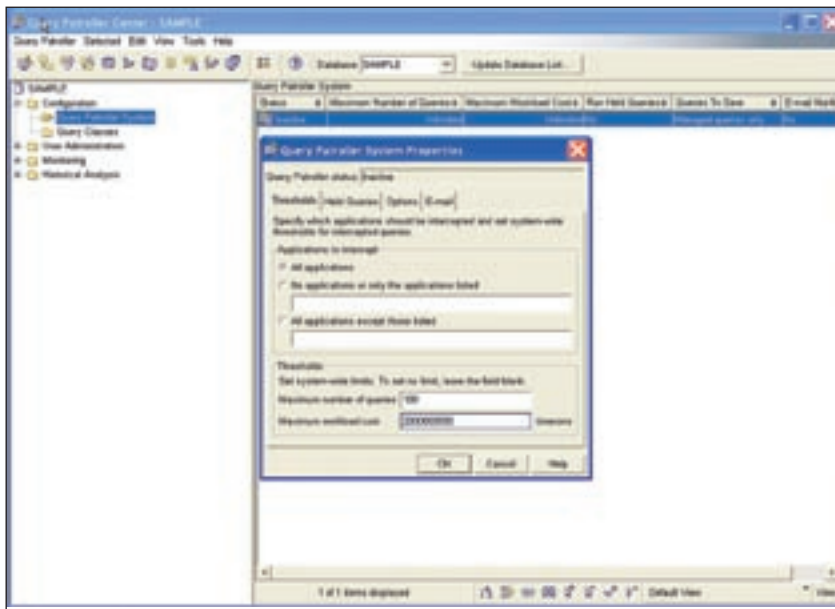 Query Patroller Center - SAMPLE
Query Patroller Selected Edit View Tools Help
Database SAMPLE Update Database List...
SAMPLE
Configuration
Query Patroller System
Query Classes
User Administration
Monitoring
Historical Analysis
Query Patroller System
Status Maximum Number of Queries Maximum Workload Cost Run Held Queries Queries To Save E-mail
Inactive Unlimited Unlimited No Managed queries only No
Query Patroller System Properties
Query Patroller status Inactive
Thresholds Held Queries Options E-mail
Specify which applications should be intercepted and set system-wide
thresholds for intercepted queries.
Applications to intercept
All applications
No applications or only the applications listed
All applications except those listed
Thresholds
Set system-wide limits. To set no limit, leave the field blank.
Maximum number of queries 100
Maximum workload cost timerons
OK Cancel Help
1 of 1 items displayed Default View View